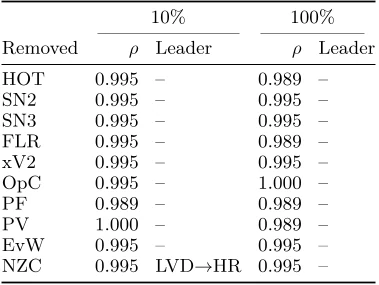 10% 100%
Removed ρ Leader ρ Leader
HOT 0.995 – 0.989 –
SN2 0.995 – 0.995 –
SN3 0.995 – 0.995 –
FLR 0.995 – 0.989 –
xV2 0.995 – 0.995 –
OpC 0.995 – 1.000 –
PF 0.989 – 0.989 –
PV 1.000 – 0.989 –
EvW 0.995 – 0.995 –
NZC 0.995 LVD→HR 0.995 –